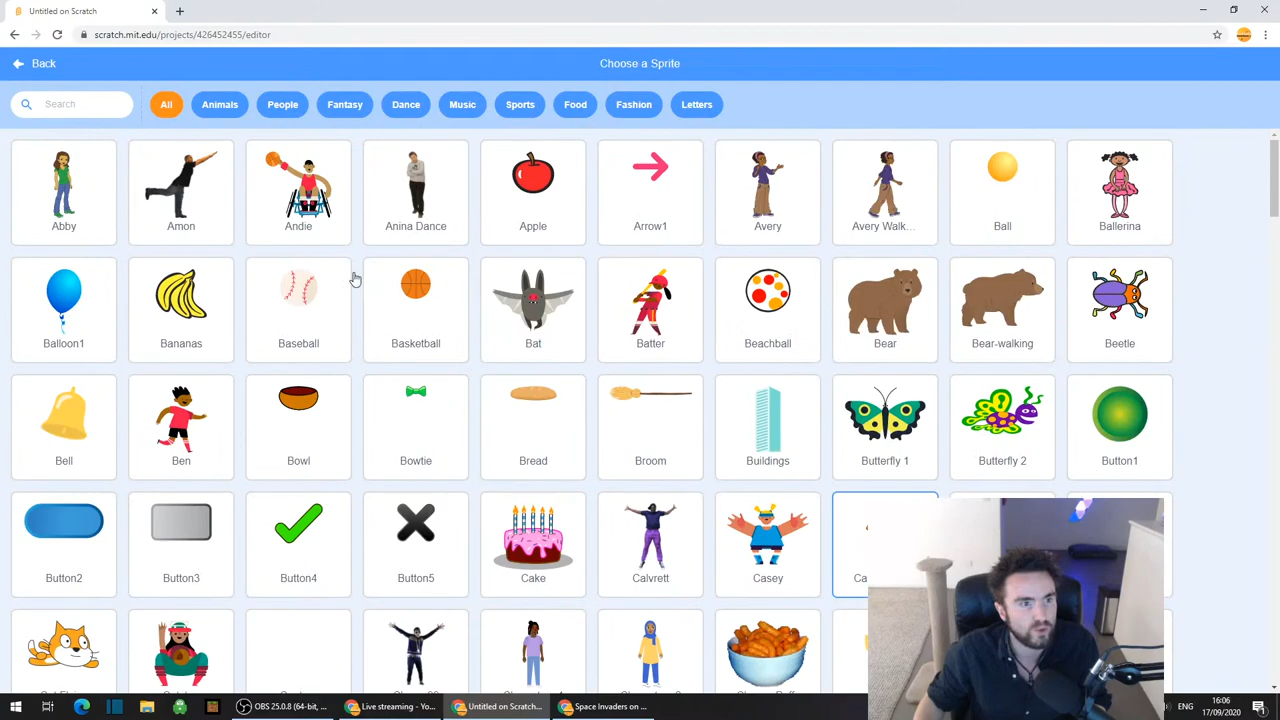 Untitled on Scratch
scratch.mit.edu/projects/426452455/editor
Back
Choose a Sprite
Search
All
Animals
People
Fantasy
Dance
Music
Sports
Food
Fashion
Letters
Abby
Amon
Andie
Anina Dance
Apple
Arrow1
Avery
Avery Walk...
Ball
Ballerina
Balloon1
Bananas
Baseball
Basketball
Bat
Batter
Beachball
Bear
Bear-walking
Beetle
Bell
Ben
Bowl
Bowtie
Bread
Broom
Buildings
Butterfly 1
Butterfly 2
Button1
Button2
Button3
Button4
Button5
Cake
Calvrett
Casey
Ca
OBS 25.0.8 (64-bit, ...
Live streaming - Yo...
Untitled on Scratch ...
Space Invaders on ...
ENG
16:06
17/09/2020
1